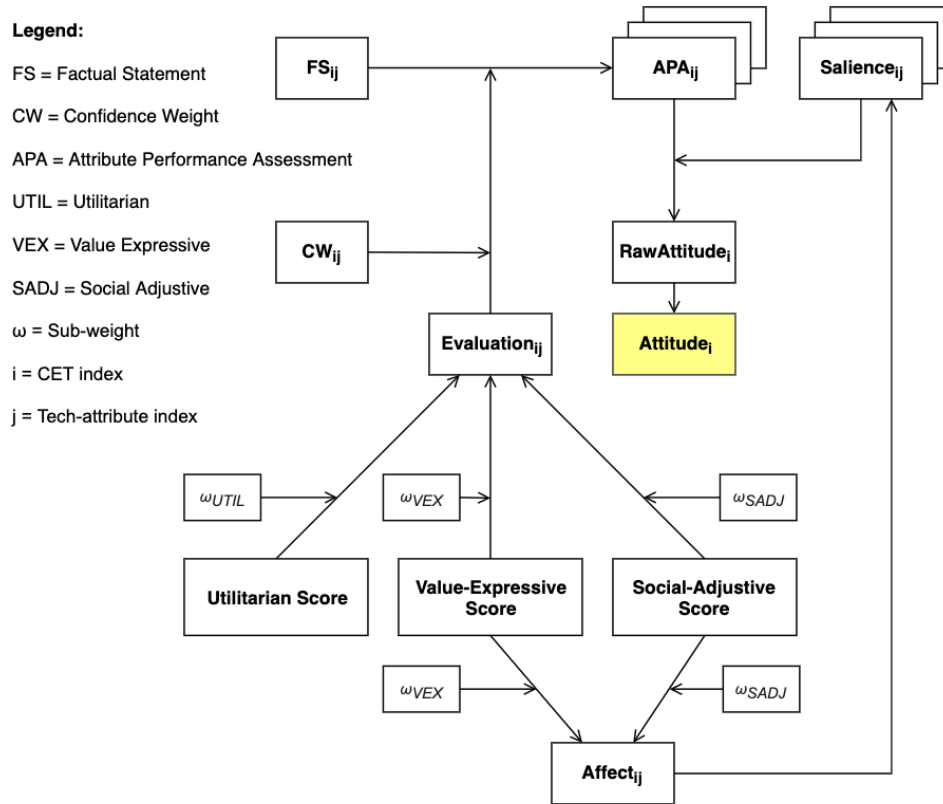 Legend:
FS = Factual Statement
CW = Confidence Weight
APA = Attribute Performance Assessment
UTIL = Utilitarian
VEX = Value Expressive
SADJ = Social Adjustive
ω = Sub-weight
i = CET index
j = Tech-attribute index
FSij
APAij
Salienceij
CWij
RawAttitudei
Evaluationij
Attitudei
ωUTIL
ωVEX
ωSADJ
Utilitarian Score
Value-Expressive
Score
Social-Adjustive
Score
ωVEX
ωSADJ
Affectij